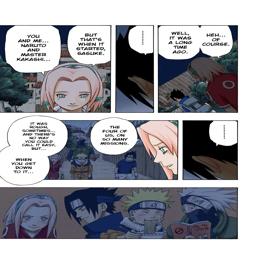 YOU
AND ME...
NARUTO
AND MASTER
KAKASHI...
BUT
THAT'S
WHEN IT
STARTED,
SASUKE.
WELL,
IT WAS
A LONG
TIME
AGO.
HEH...
OF
COURSE.
IT WAS
ROUGH,
SOMETIMES...
AND THERE'S
NO WAY
YOU COULD
CALL IT EASY,
BUT...
WHEN
YOU GET
DOWN
TO IT...
THE
FOUR OF
US, ON
SO MANY
MISSIONS.